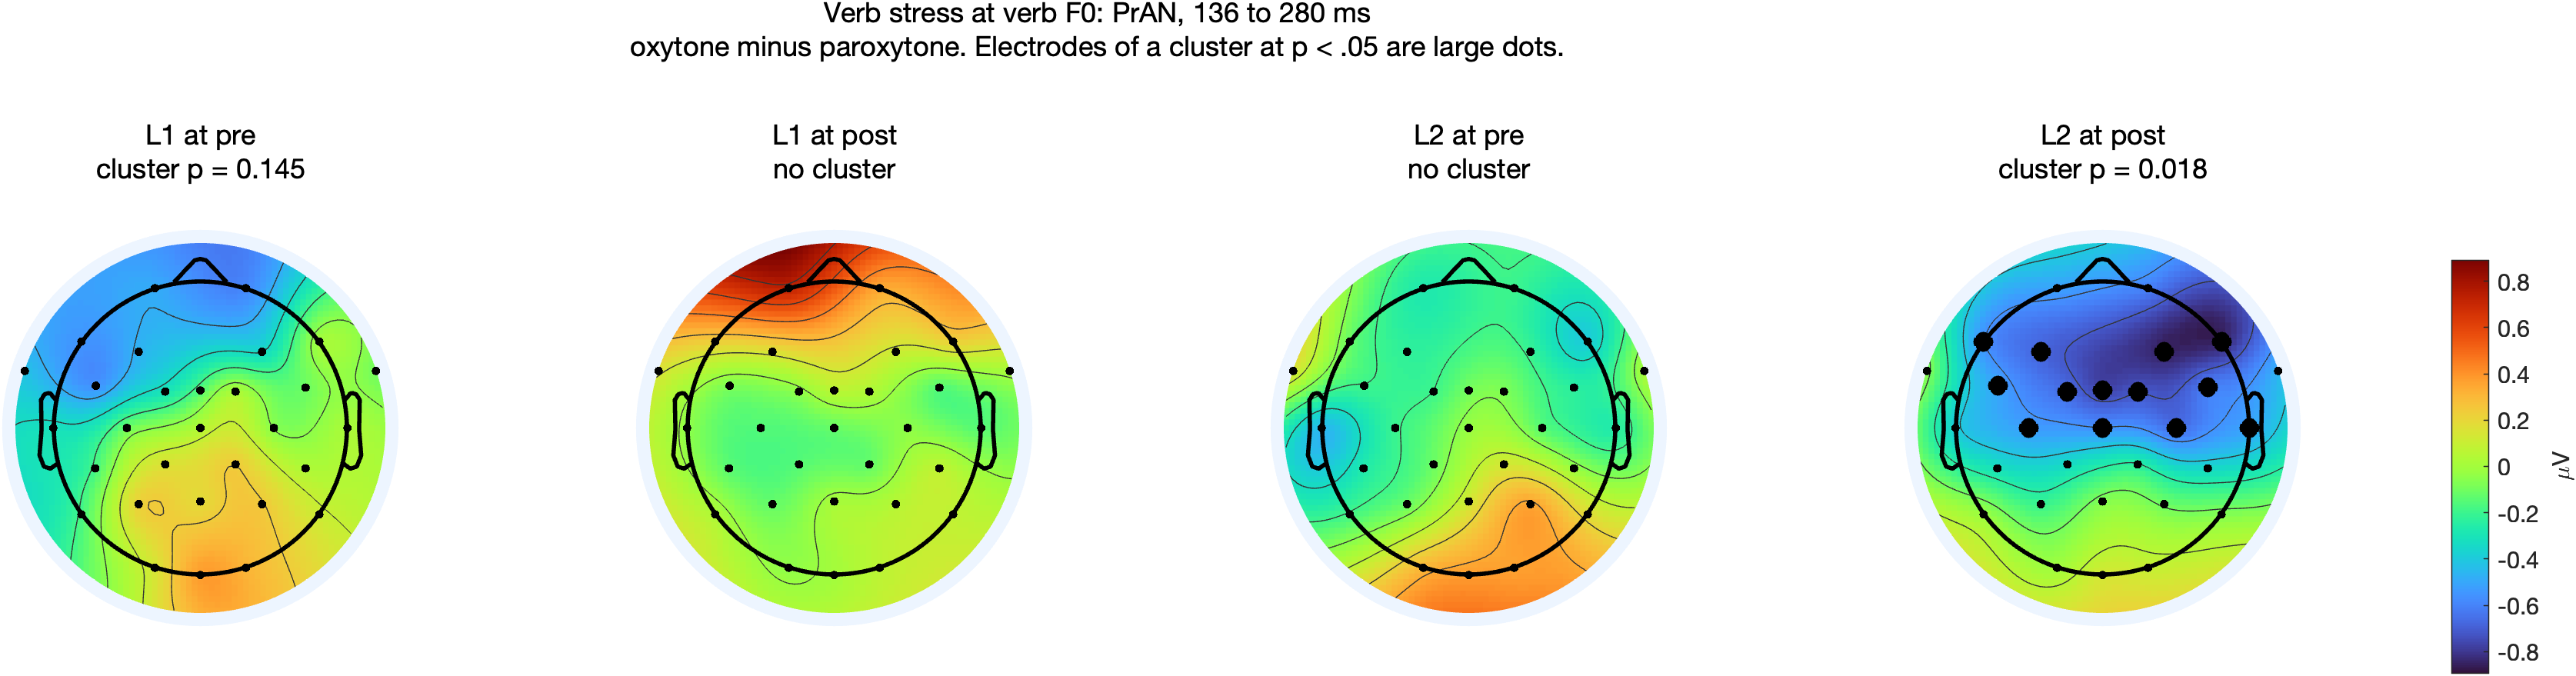 Verb stress at verb F0: PrAN, 136 to 280 ms
oxytone minus paroxytone. Electrodes of a cluster at p < .05 are large dots.
L1 at pre
cluster p = 0.145
L1 at post
no cluster
L2 at pre
no cluster
L2 at post
cluster p = 0.018
0.8
0.6
0.4
0.2
0
-0.2
-0.4
-0.6
-0.8
μV